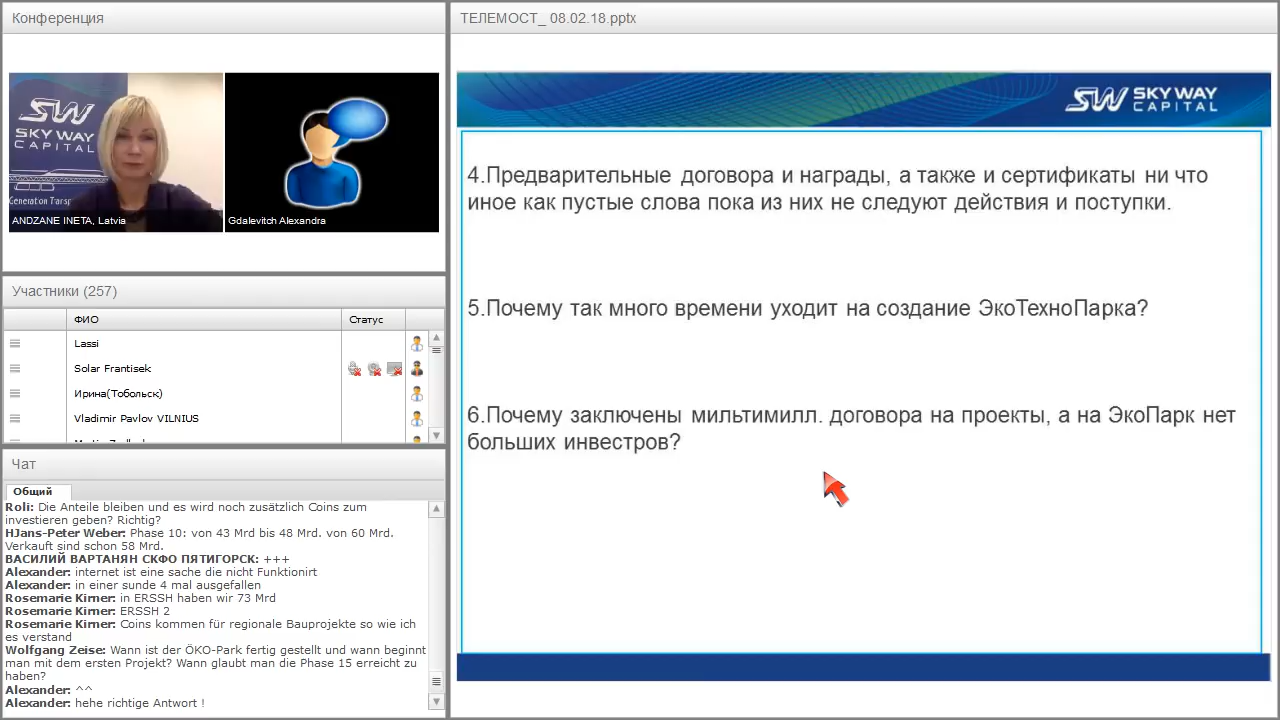 Конференция
SW
SKY WAY
CAPITAL
Generation Transp
ANDZANE INETA, Latvia
Gdalevitch Alexandra
Участники (257)
ФИО
Статус
Lassi
Solar Frantisek
Ирина(Тобольск)
Vladimir Pavlov VILNIUS
Чат
Общий
Roli: Die Anteile bleiben und es wird noch zusätzlich Coins zum
investieren geben? Richtig?
HJans-Peter Weber: Phase 10: von 43 Mrd bis 48 Mrd. von 60 Mrd.
Verkauft sind schon 58 Mrd.
ВАСИЛИЙ ВАРТАНЯН СКФО ПЯТИГОРСК: +++
Alexander: internet ist eine sache die nicht Funktionirt
Alexander: in einer sunde 4 mal ausgefallen
Rosemarie Kirner: in ERSSH haben wir 73 Mrd
Rosemarie Kirner: ERSSH 2
Rosemarie Kirner: Coins kommen für regionale Bauprojekte so wie ich
es verstand
Wolfgang Zeise: Wann ist der ÖKO-Park fertig gestellt und wann beginnt
man mit dem ersten Projekt? Wann glaubt man die Phase 15 erreicht zu
haben?
Alexander: ^^
Alexander: hehe richtige Antwort !
ТЕЛЕМОСТ_ 08.02.18.pptx
SW SKY WAY
CAPITAL
4.Предварительные договора и награды, а также и сертификаты ни что
иное как пустые слова пока из них не следуют действия и поступки.
5.Почему так много времени уходит на создание ЭкоТехноПарка?
6.Почему заключены мильтимилл. договора на проекты, а на ЭкоПарк нет
больших инвестров?